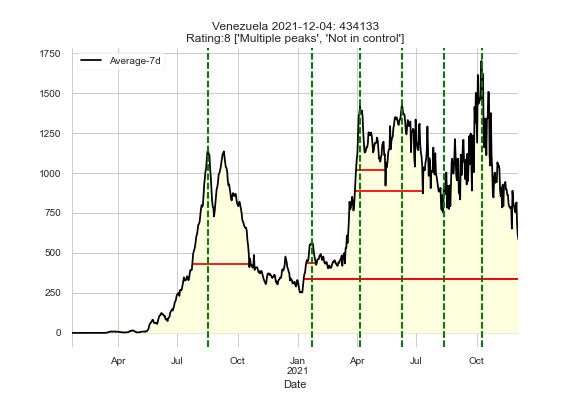 Venezuela 2021-12-04: 434133
Rating:8 ['Multiple peaks', 'Not in control']
Average-7d
1750
1500
1250
1000
750
500
250
0
Apr Jul Oct Jan Apr Jul Oct
2021
Date